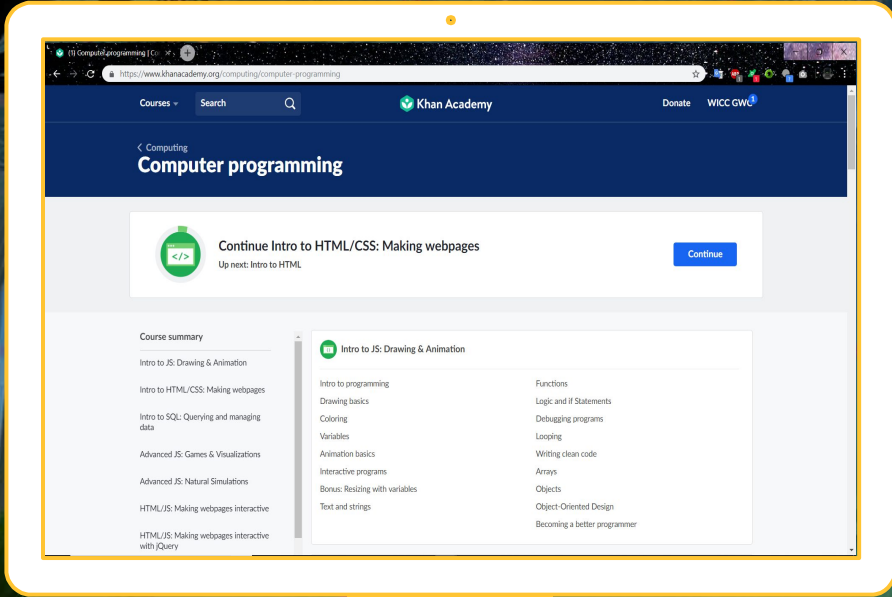 (1) Computer programming | Co
https://www.khanacademy.org/computing/computer-programming
Courses
Search
Khan Academy
Donate
WICC GWC
1
Computing
Computer programming
</>
Continue Intro to HTML/CSS: Making webpages
Up next: Intro to HTML
Continue
Course summary
Intro to JS: Drawing & Animation
Intro to HTML/CSS: Making webpages
Intro to SQL: Querying and managing
data
Advanced JS: Games & Visualizations
Advanced JS: Natural Simulations
HTML/JS: Making webpages interactive
HTML/JS: Making webpages interactive
with jQuery
Intro to JS: Drawing & Animation
Intro to programming
Drawing basics
Coloring
Variables
Animation basics
Interactive programs
Bonus: Resizing with variables
Text and strings
Functions
Logic and if Statements
Debugging programs
Looping
Writing clean code
Arrays
Objects
Object-Oriented Design
Becoming a better programmer